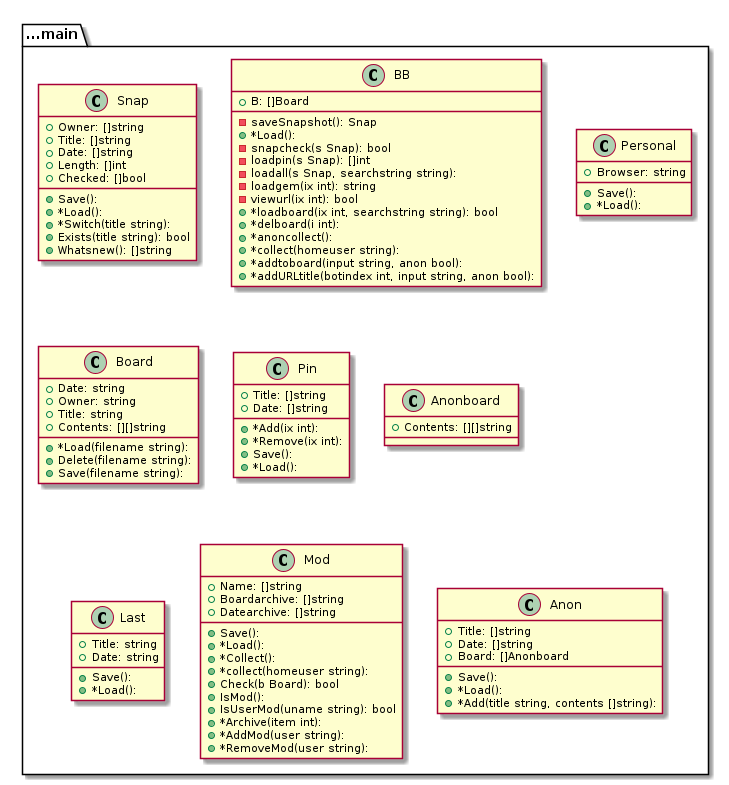 ...main
C Snap
Owner: []string
Title: []string
Date: []string
Length: []int
Checked: []bool
Save():
*Load():
*Switch(title string):
Exists(title string): bool
Whatsnew(): []string
C BB
B: []Board
saveSnapshot(): Snap
*Load():
snapcheck(s Snap): bool
loadpin(s Snap): []int
loadall(s Snap, searchstring string):
loadgem(ix int): string
viewurl(ix int): bool
*loadboard(ix int, searchstring string): bool
*delboard(i int):
*anoncollect():
*collect(homeuser string):
*addtoboard(input string, anon bool):
*addURLtitle(botindex int, input string, anon bool):
C Personal
Browser: string
Save():
*Load():
C Board
Date: string
Owner: string
Title: string
Contents: [][]string
*Load(filename string):
Delete(filename string):
Save(filename string):
C Pin
Title: []string
Date: []string
*Add(ix int):
*Remove(ix int):
Save():
*Load():
C Anonboard
Contents: [][]string
C Last
Title: string
Date: string
Save():
*Load():
C Mod
Name: []string
Boardarchive: []string
Datearchive: []string
Save():
*Load():
*Collect():
*collect(homeuser string):
Check(b Board): bool
IsMod():
IsUserMod(uname string): bool
*Archive(item int):
*AddMod(user string):
*RemoveMod(user string):
C Anon
Title: []string
Date: []string
Board: []Anonboard
Save():
*Load():
*Add(title string, contents []string):